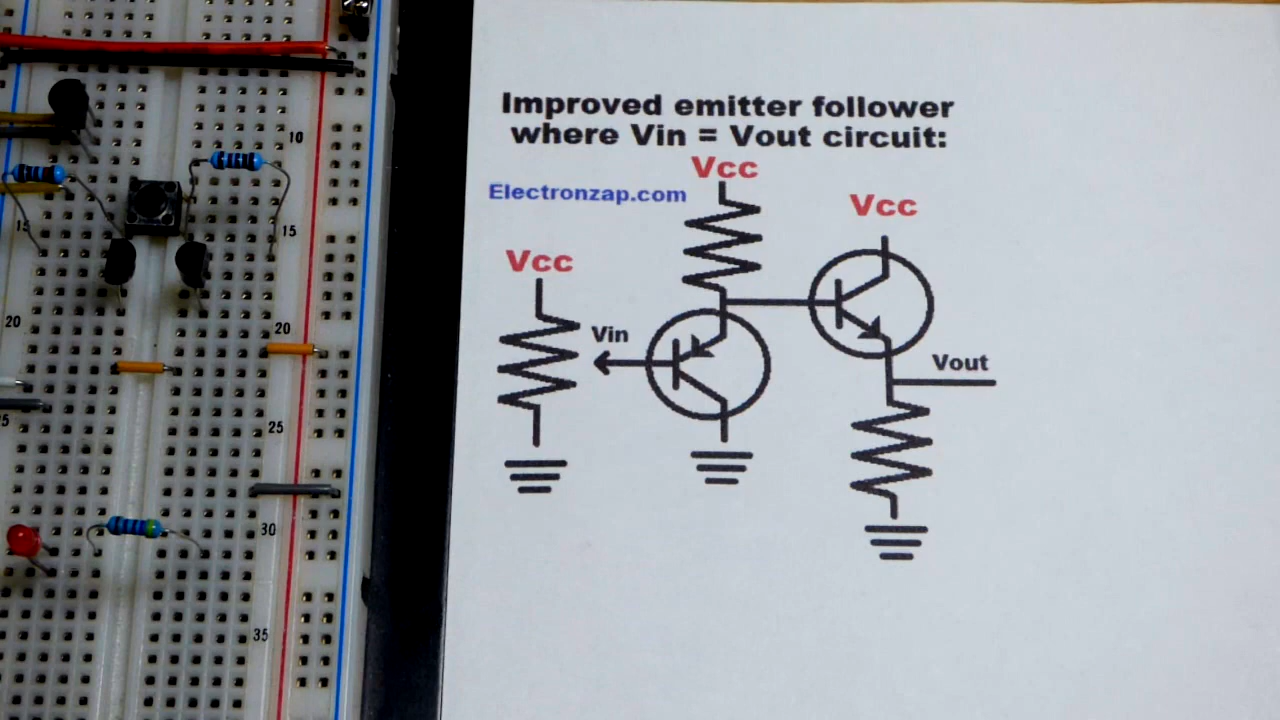 Improved emitter follower
where Vin = Vout circuit:
Vcc
Electronzap.com
Vcc
Vcc
Vin
Vout
10
15
15
20
20
25
30
35